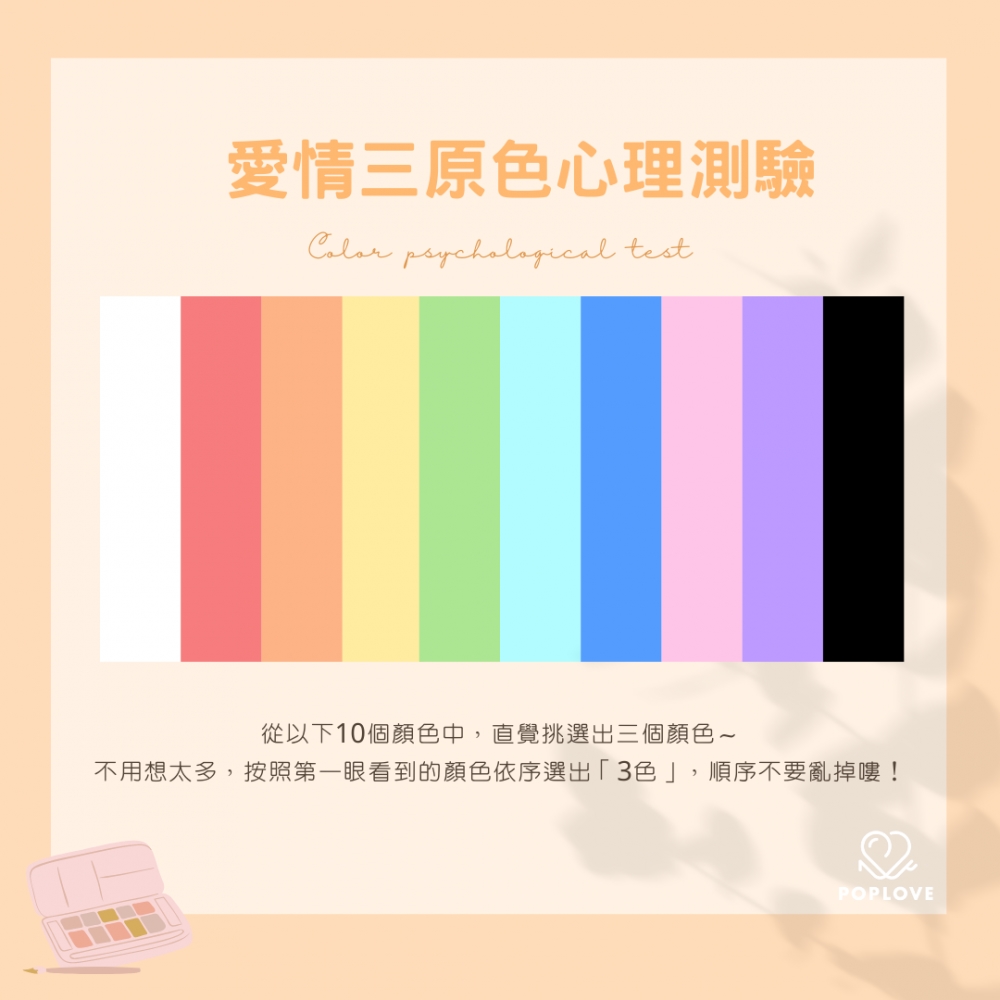 愛情三原色心理測驗
Color psychological test
從以下10個顏色中，直覺挑選出三個顏色~
不用想太多，按照第一眼看到的顏色依序選出「3色」，順序不要亂掉嘍！
POPLOVE